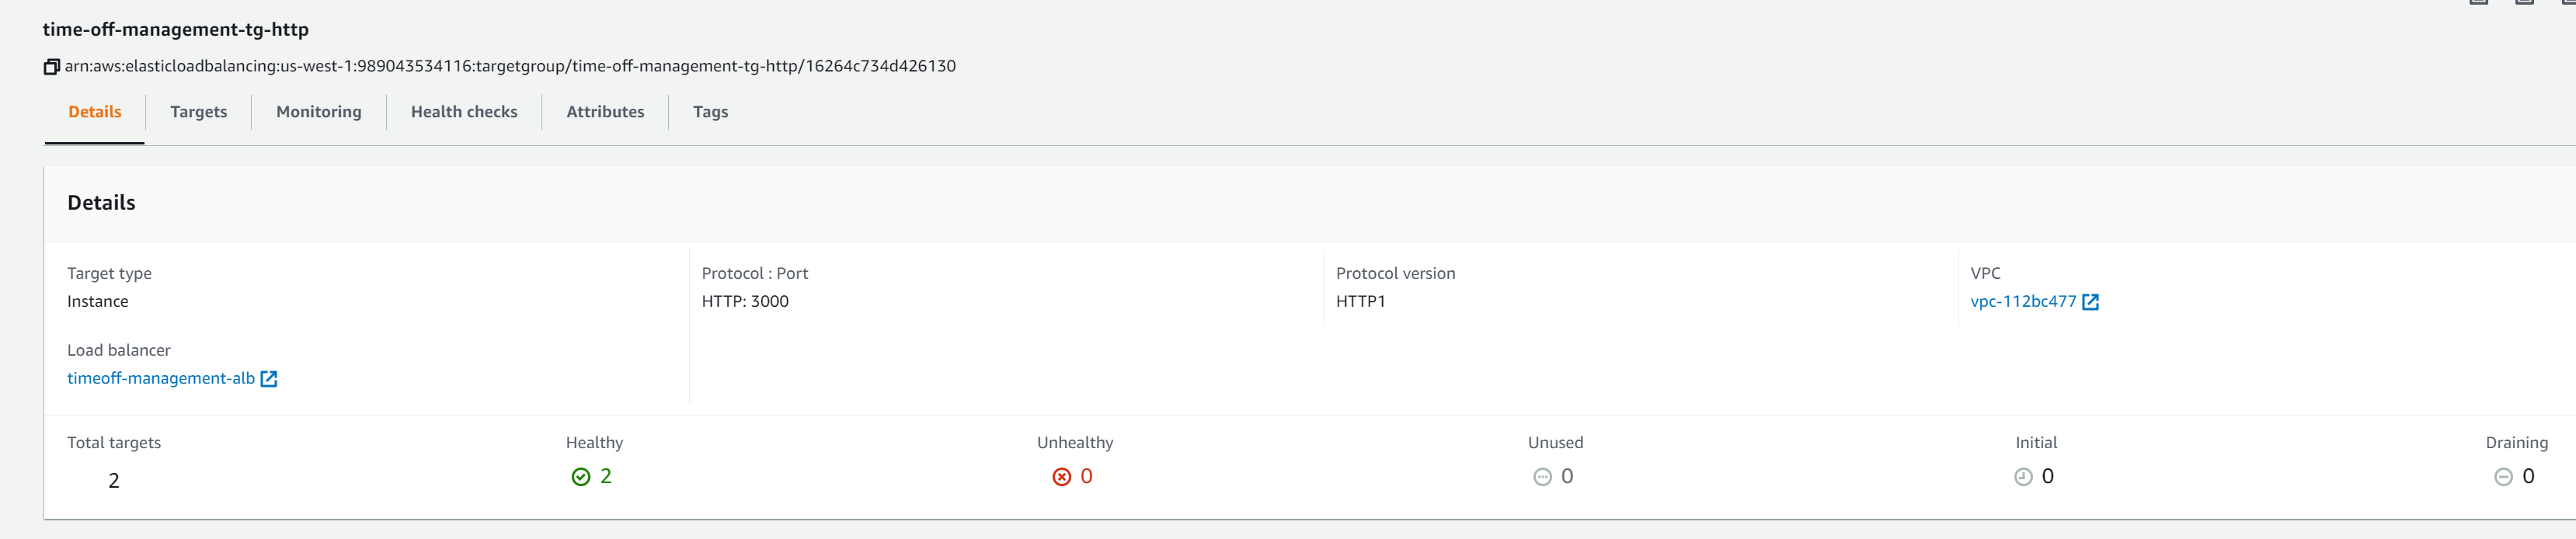 time-off-management-tg-http
arn:aws:elasticloadbalancing:us-west-1:989043534116:targetgroup/time-off-management-tg-http/16264c734d426130
Details Targets Monitoring Health checks Attributes Tags
Details
Target type Protocol : Port Protocol version VPC
Instance HTTP: 3000 HTTP1 vpc-112bc477
Load balancer
timeoff-management-alb
Total targets Healthy Unhealthy Unused Initial Draining
2 2 0 0 0 0